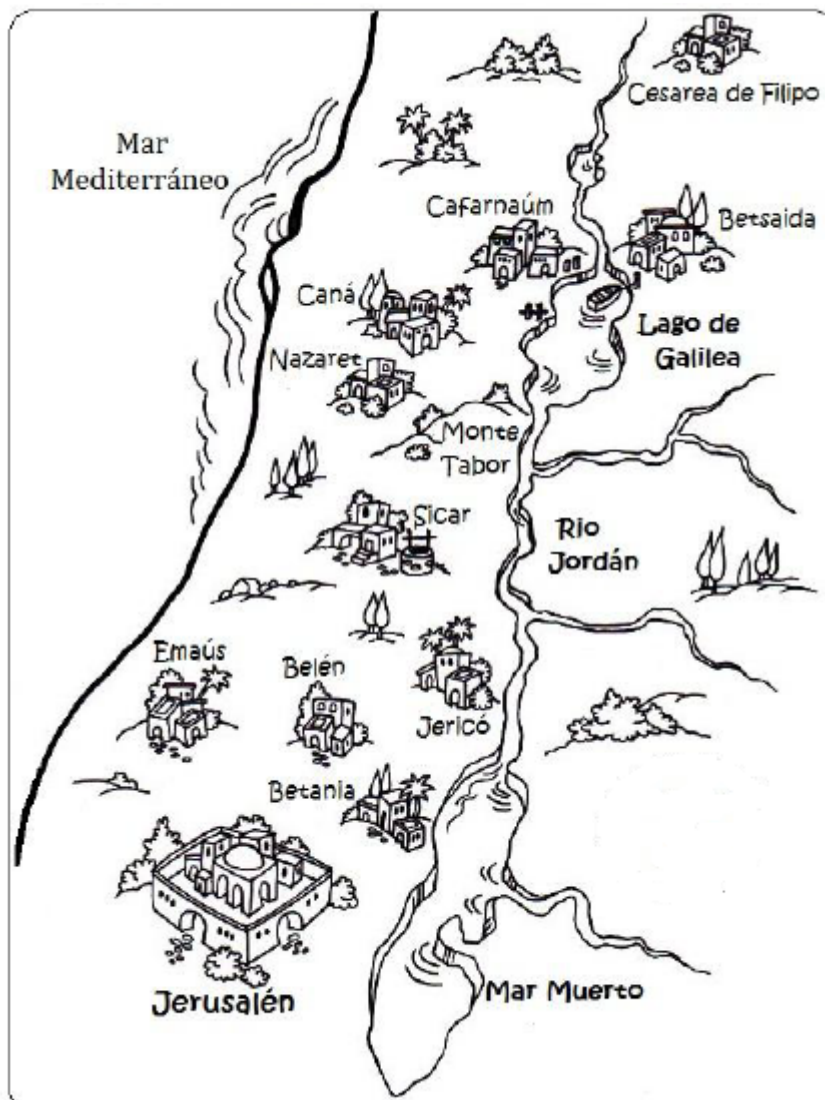 Cesarea de Filipo
Mar
Mediterráneo
Cafarnaúm
Betsaida
Caná
Lago de
Galilea
Nazaret
Monte
Tabor
Sicar
Rio
Jordán
Emaús
Belén
Jericó
Betania
Jerusalén
Mar Muerto